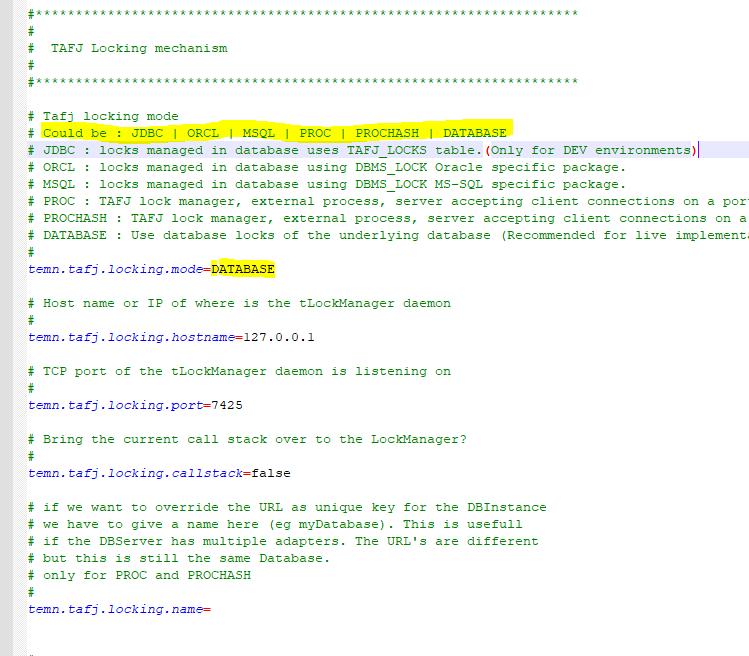 #********************************************************************
#
#  TAFJ Locking mechanism
#
#********************************************************************
# Tafj locking mode
# Could be : JDBC | ORCL | MSQL | PROC | PROCHASH | DATABASE
# JDBC : locks managed in database uses TAFJ_LOCKS table.(Only for DEV environments)
# ORCL : locks managed in database using DBMS_LOCK Oracle specific package.
# MSQL : locks managed in database using DBMS_LOCK MS-SQL specific package.
# PROC : TAFJ lock manager, external process, server accepting client connections on a por
# PROCHASH : TAFJ lock manager, external process, server accepting client connections on a
# DATABASE : Use database locks of the underlying database (Recommended for live implementa
#
temn.tafj.locking.mode=DATABASE
# Host name or IP of where is the tLockManager daemon
#
temn.tafj.locking.hostname=127.0.0.1
# TCP port of the tLockManager daemon is listening on
#
temn.tafj.locking.port=7425
# Bring the current call stack over to the LockManager?
#
temn.tafj.locking.callstack=false
# if we want to override the URL as unique key for the DBInstance
# we have to give a name here (eg myDatabase). This is usefull
# if the DBServer has multiple adapters. The URL's are different
# but this is still the same Database.
# only for PROC and PROCHASH
#
temn.tafj.locking.name=